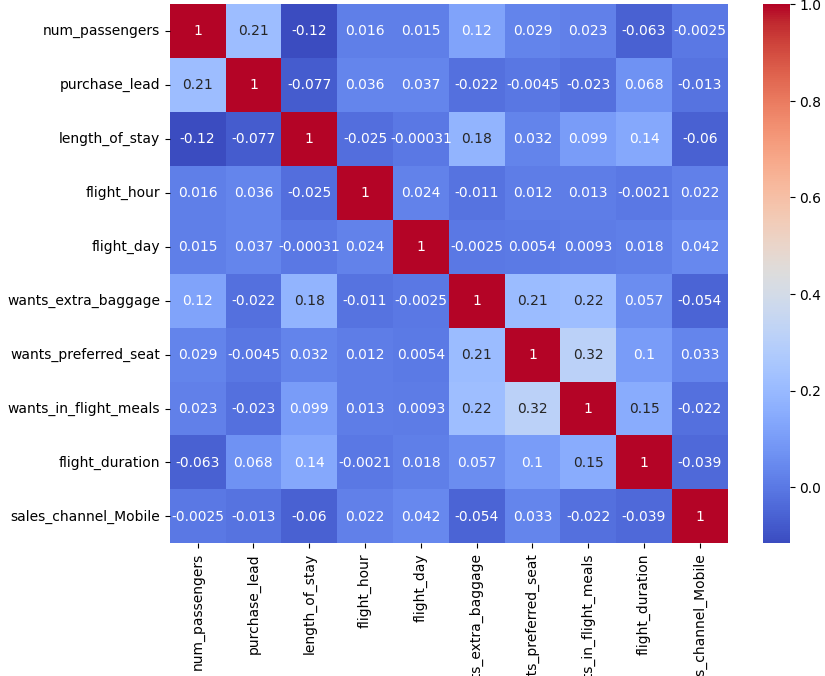 num_passengers 1 0.21 -0.12 0.016 0.015 0.12 0.029 0.023 -0.063 -0.0025
purchase_lead 0.21 1 -0.077 0.036 0.037 -0.022 -0.0045 -0.023 0.068 -0.013
length_of_stay -0.12 -0.077 1 -0.025 -0.00031 0.18 0.032 0.099 0.14 -0.06
flight_hour 0.016 0.036 -0.025 1 0.024 -0.011 0.012 0.013 -0.0021 0.022
flight_day 0.015 0.037 -0.00031 0.024 1 -0.0025 0.0054 0.0093 0.018 0.042
wants_extra_baggage 0.12 -0.022 0.18 -0.011 -0.0025 1 0.21 0.22 0.057 -0.054
wants_preferred_seat 0.029 -0.0045 0.032 0.012 0.0054 0.21 1 0.32 0.1 0.033
wants_in_flight_meals 0.023 -0.023 0.099 0.013 0.0093 0.22 0.32 1 0.15 -0.022
flight_duration -0.063 0.068 0.14 -0.0021 0.018 0.057 0.1 0.15 1 -0.039
sales_channel_Mobile -0.0025 -0.013 -0.06 0.022 0.042 -0.054 0.033 -0.022 -0.039 1
num_passengers
purchase_lead
length_of_stay
flight_hour
flight_day
ts_extra_baggage
ts_preferred_seat
ts_in_flight_meals
flight_duration
s_channel_Mobile
1.0
0.8
0.6
0.4
0.2
0.0